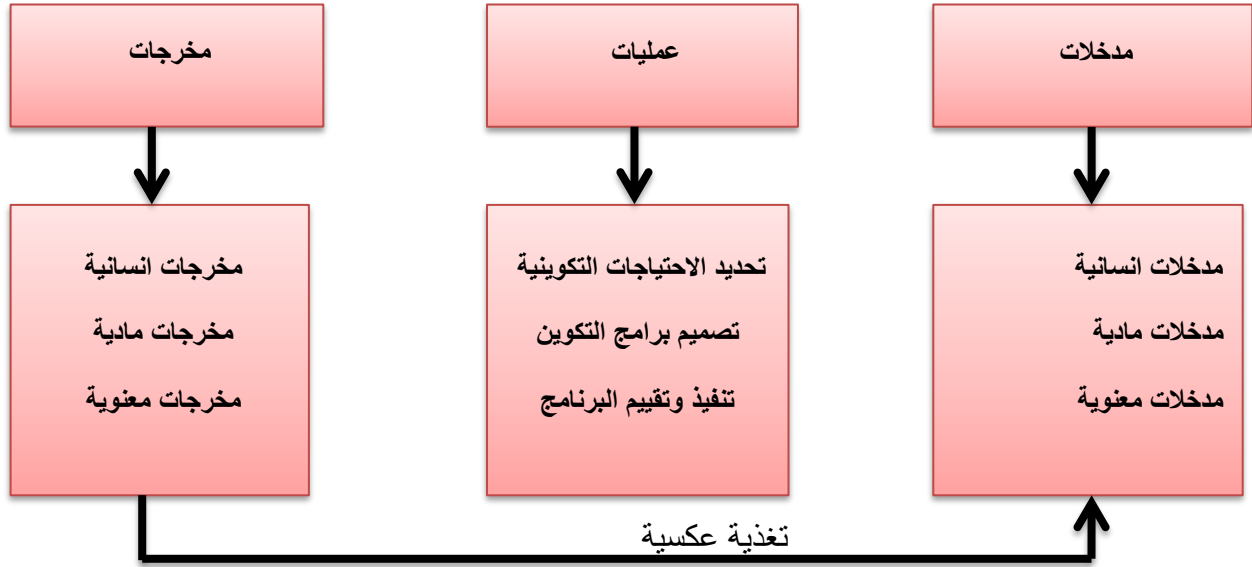 مدخلات
عمليات
مخرجات
مدخلات انسانية
مدخلات مادية
مدخلات معنوية
تحديد الاحتياجات التكوينية
تصميم برامج التكوين
تنفيذ وتقييم البرنامج
مخرجات انسانية
مخرجات مادية
مخرجات معنوية
تغذية عكسية